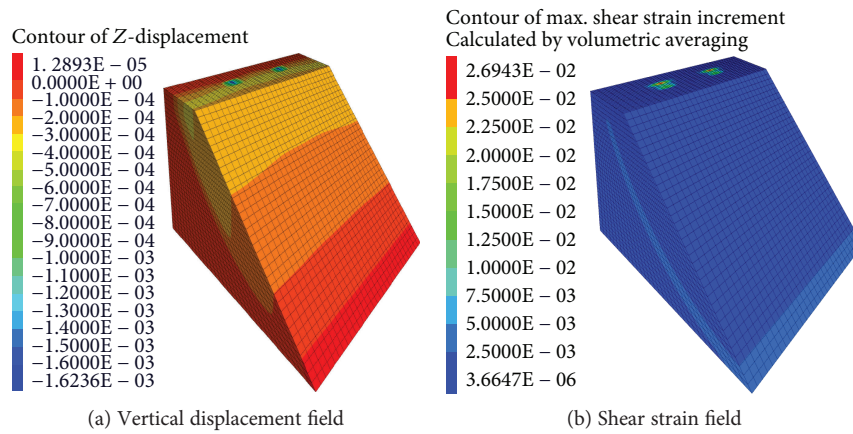 Contour of Z-displacement
1. 2893E − 05
0.0000E + 00
−1.0000E − 04
−2.0000E − 04
−3.0000E − 04
−4.0000E − 04
−5.0000E − 04
−6.0000E − 04
−7.0000E − 04
−8.0000E − 04
−9.0000E − 04
−1.0000E − 03
−1.1000E − 03
−1.2000E − 03
−1.3000E − 03
−1.4000E − 03
−1.5000E − 03
−1.6000E − 03
−1.6236E − 03
(a) Vertical displacement field
Contour of max. shear strain increment
Calculated by volumetric averaging
2.6943E − 02
2.5000E − 02
2.2500E − 02
2.0000E − 02
1.7500E − 02
1.5000E − 02
1.2500E − 02
1.0000E − 02
7.5000E − 03
5.0000E − 03
2.5000E − 03
3.6647E − 06
(b) Shear strain field